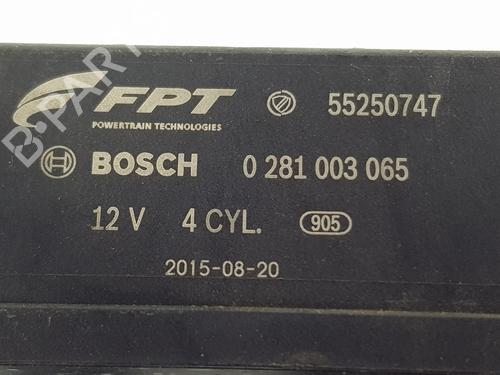 FPT 55250747
POWERTRAIN TECHNOLOGIES
BOSCH 0 281 003 065
12 V 4 CYL. 905
2015-08-20
B-PARTS